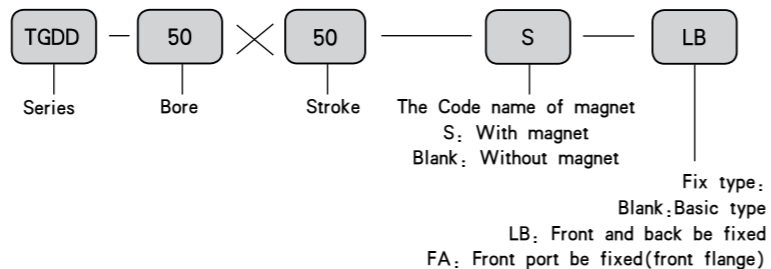 TGDD — 50 × 50 — S — LB
Series Bore Stroke The Code name of magnet
S: With magnet
Blank: Without magnet
Fix type:
Blank:Basic type
LB: Front and back be fixed
FA: Front port be fixed(front flange)